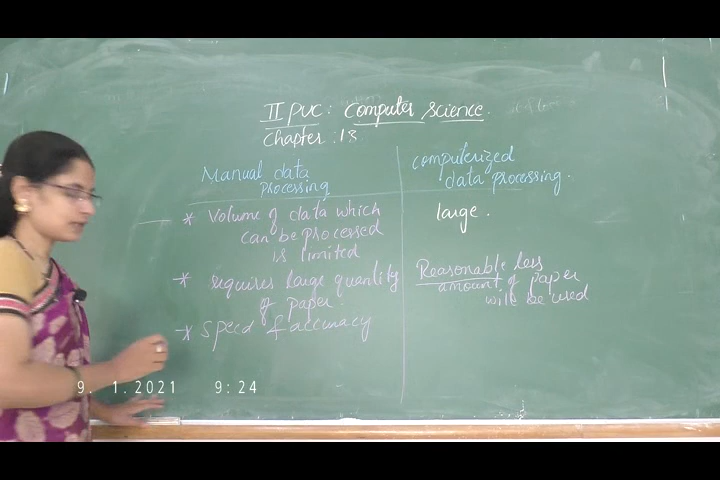 II PUC: Computer Science.
Chapter: 13
Manual data
processing
* Volume of data which
can be processed
is limited
* requires large quantity
of paper.
* Speed & accuracy
computerized
data processing.
large.
Reasonable less
amount of paper
will be used
9. 1.2021 9:24